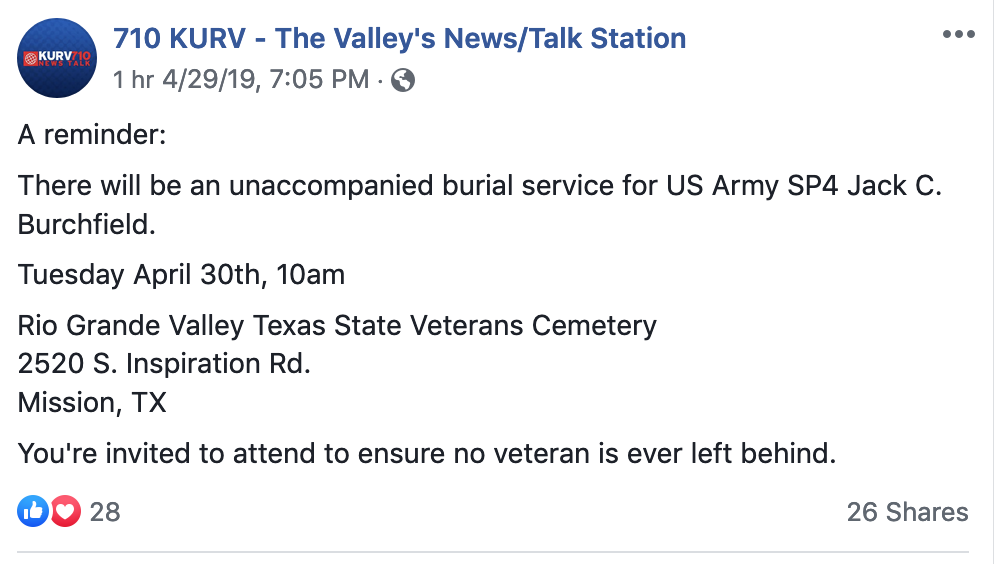 KURV710
NEWS TALK
710 KURV - The Valley's News/Talk Station
1 hr 4/29/19, 7:05 PM ·
A reminder:
There will be an unaccompanied burial service for US Army SP4 Jack C.
Burchfield.
Tuesday April 30th, 10am
Rio Grande Valley Texas State Veterans Cemetery
2520 S. Inspiration Rd.
Mission, TX
You're invited to attend to ensure no veteran is ever left behind.
28
26 Shares